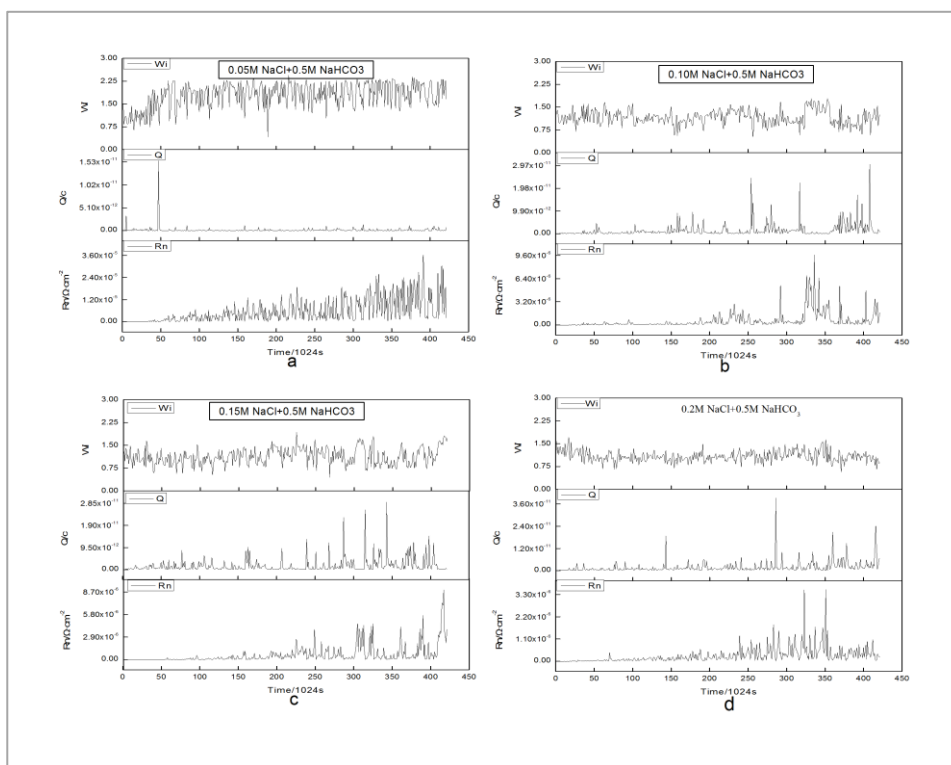 3.00
Wi
0.05M NaCl+0.5M NaHCO3
2.25
1.50
0.75
0.00
Wi
Q
1.53x10⁻¹¹
1.02x10⁻¹¹
5.10x10⁻¹²
0.00
Q/c
Rn
3.60x10⁻⁵
2.40x10⁻⁵
1.20x10⁻⁵
0.00
Rn/Ω·cm⁻²
0 50 100 150 200 250 300 350 400 450
Time/1024s
a
3.00
Wi
0.10M NaCl+0.5M NaHCO3
2.25
1.50
0.75
0.00
Wi
Q
2.97x10⁻¹¹
1.98x10⁻¹¹
9.90x10⁻¹²
0.00
Q/c
Rn
9.60x10⁻⁶
7.20x10⁻⁶
3.20x10⁻⁶
0.00
Rn/Ω·cm⁻²
0 50 100 150 200 250 300 350 400 450
Time/1024s
b
3.00
Wi
0.15M NaCl+0.5M NaHCO3
2.25
1.50
0.75
0.00
Wi
Q
2.85x10⁻¹¹
1.90x10⁻¹¹
9.50x10⁻¹²
0.00
Q/c
Rn
8.70x10⁻⁶
5.80x10⁻⁶
2.90x10⁻⁶
0.00
Rn/Ω·cm⁻²
0 50 100 150 200 250 300 350 400 450
Time/1024s
c
3.00
Wi
0.2M NaCl+0.5M NaHCO₃
2.25
1.50
0.75
0.00
Wi
Q
3.60x10⁻¹¹
2.40x10⁻¹¹
1.20x10⁻¹¹
0.00
Q/c
Rn
0.00
Rn/Ω·cm⁻²
0 50 100 150 200 250 300 350 400 450
Time/1024s
d